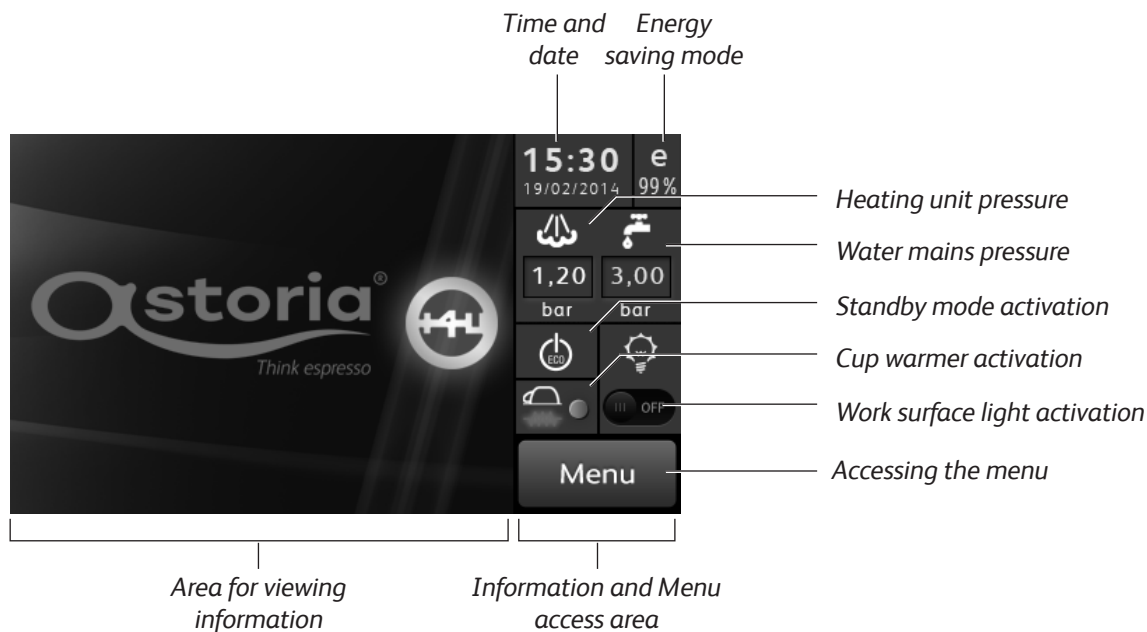 Time and
date
Energy
saving mode
15:30
19/02/2014
e
99%
Heating unit pressure
Water mains pressure
1,20
3,00
bar
bar
Standby mode activation
ECO
Cup warmer activation
OFF
Work surface light activation
Menu
Accessing the menu
astoria®
Think espresso
Area for viewing
information
Information and Menu
access area